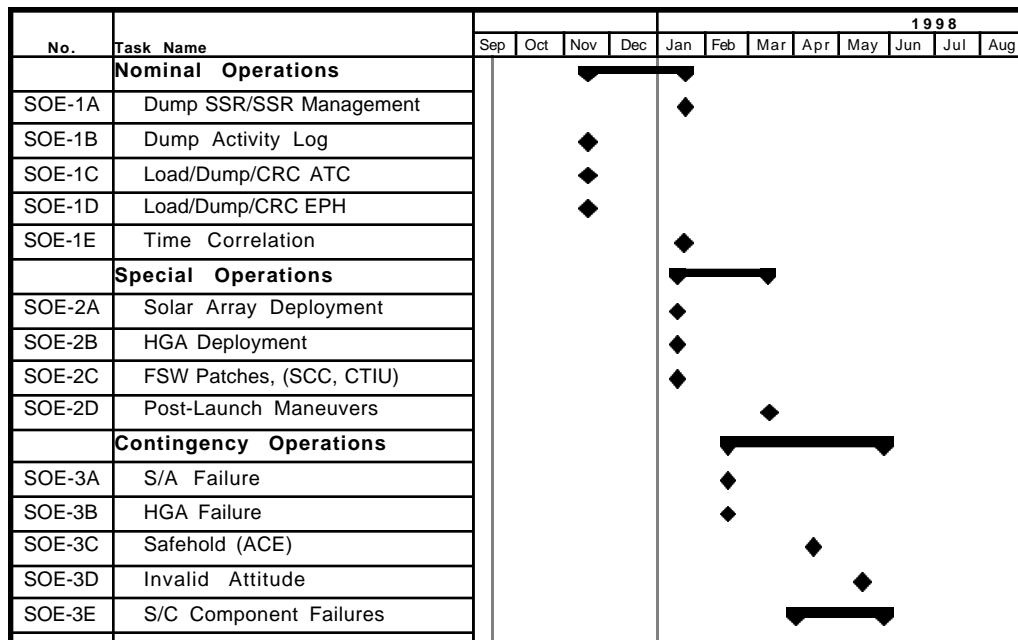 1998
No. Task Name Sep Oct Nov Dec Jan Feb Mar Apr May Jun Jul Aug
Nominal Operations
SOE-1A Dump SSR/SSR Management
SOE-1B Dump Activity Log
SOE-1C Load/Dump/CRC ATC
SOE-1D Load/Dump/CRC EPH
SOE-1E Time Correlation
Special Operations
SOE-2A Solar Array Deployment
SOE-2B HGA Deployment
SOE-2C FSW Patches, (SCC, CTIU)
SOE-2D Post-Launch Maneuvers
Contingency Operations
SOE-3A S/A Failure
SOE-3B HGA Failure
SOE-3C Safehold (ACE)
SOE-3D Invalid Attitude
SOE-3E S/C Component Failures